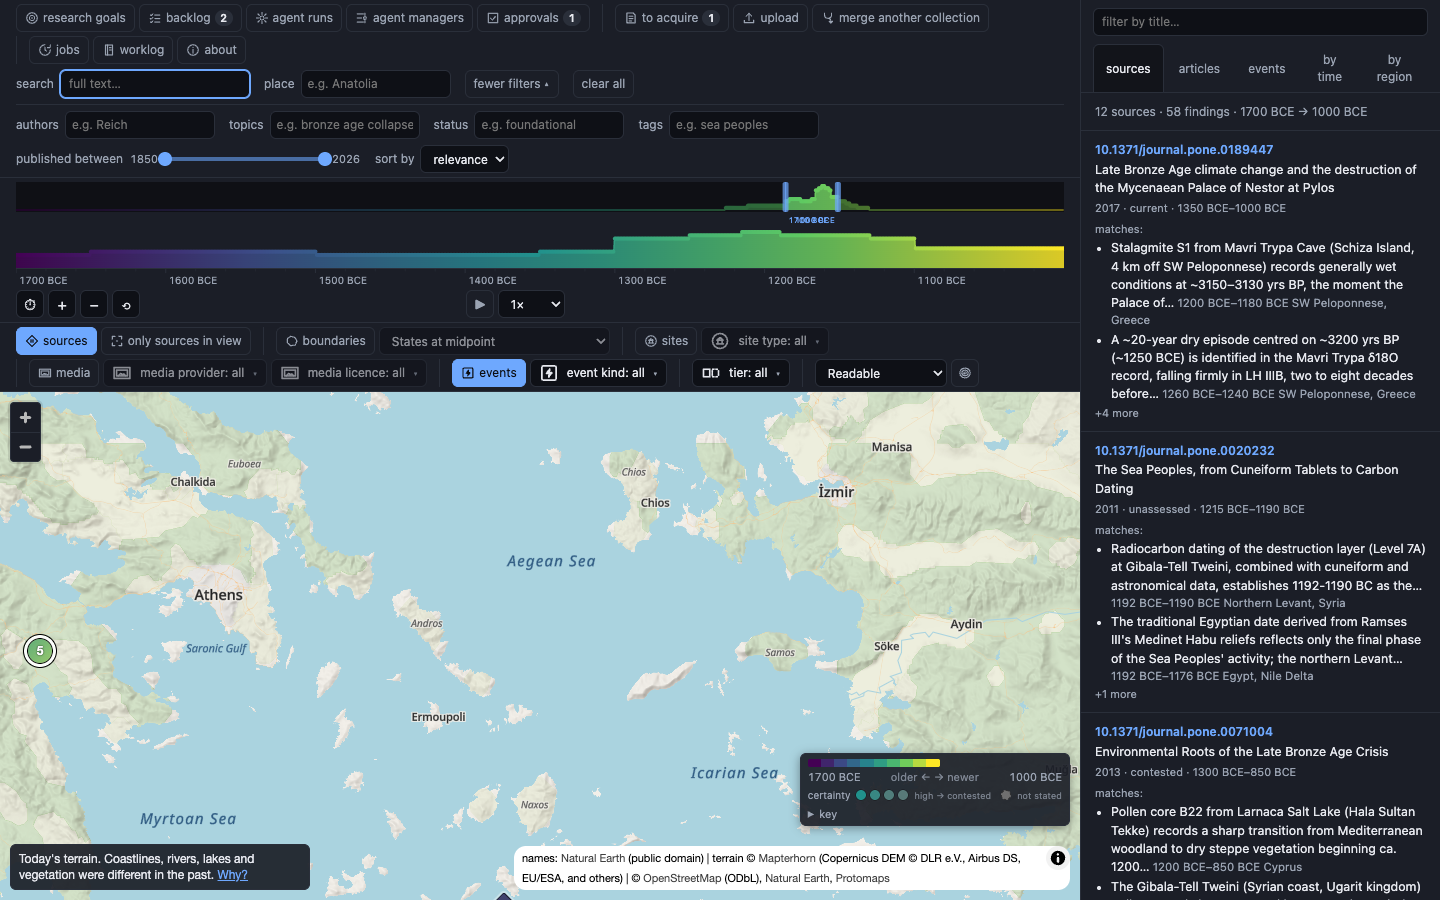 research goals
backlog 2
agent runs
agent managers
approvals 1
to acquire 1
upload
merge another collection
jobs
worklog
about
search full text...
place e.g. Anatolia
fewer filters
clear all
authors e.g. Reich
topics e.g. bronze age collapse
status e.g. foundational
tags e.g. sea peoples
published between 1850 2026
sort by relevance
1700 BCE 1600 BCE 1500 BCE 1400 BCE 1300 BCE 1200 BCE 1100 BCE
1×
sources
only sources in view
boundaries
States at midpoint
sites
site type: all
media
media provider: all
media licence: all
events
event kind: all
tier: all
Readable
Manisa
Euboea
Chalkida
Chios
Chios
İzmir
Aegean Sea
Athens
Andros
Aydin
Söke
Samos
Saronic Gulf
5
Ermoupoli
Icarian Sea
Naxos
Myrtoan Sea
1700 BCE older ← → newer 1000 BCE
certainty high → contested not stated
key
Today's terrain. Coastlines, rivers, lakes and
vegetation were different in the past. Why?
names: Natural Earth (public domain) | terrain © Mapterhorn (Copernicus DEM © DLR e.V., Airbus DS,
EU/ESA, and others) | © OpenStreetMap (ODbL), Natural Earth, Protomaps
filter by title...
sources
articles
events
by time
by region
12 sources · 58 findings · 1700 BCE → 1000 BCE
10.1371/journal.pone.0189447
Late Bronze Age climate change and the destruction of
the Mycenaean Palace of Nestor at Pylos
2017 · current · 1350 BCE–1000 BCE
matches:
• Stalagmite S1 from Mavri Trypa Cave (Schiza Island,
4 km off SW Peloponnese) records generally wet
conditions at ~3150–3130 yrs BP, the moment the
Palace of… 1200 BCE–1180 BCE SW Peloponnese,
Greece
• A ~20-year dry episode centred on ~3200 yrs BP
(~1250 BCE) is identified in the Mavri Trypa δ18O
record, falling firmly in LH IIIB, two to eight decades
before… 1260 BCE–1240 BCE SW Peloponnese, Greece
+4 more
10.1371/journal.pone.0020232
The Sea Peoples, from Cuneiform Tablets to Carbon
Dating
2011 · unassessed · 1215 BCE–1190 BCE
matches:
• Radiocarbon dating of the destruction layer (Level 7A)
at Gibala-Tell Tweini, combined with cuneiform and
astronomical data, establishes 1192-1190 BC as the…
1192 BCE–1190 BCE Northern Levant, Syria
• The traditional Egyptian date derived from Ramses
III's Medinet Habu reliefs reflects only the final phase
of the Sea Peoples' activity; the northern Levant…
1192 BCE–1176 BCE Egypt, Nile Delta
+1 more
10.1371/journal.pone.0071004
Environmental Roots of the Late Bronze Age Crisis
2013 · contested · 1300 BCE–850 BCE
matches:
• Pollen core B22 from Larnaca Salt Lake (Hala Sultan
Tekke) records a sharp transition from Mediterranean
woodland to dry steppe vegetation beginning ca.
1200… 1200 BCE–850 BCE Cyprus
• The Gibala-Tell Tweini (Syrian coast, Ugarit kingdom)